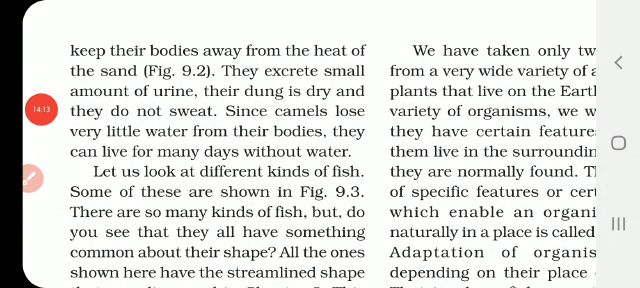 keep their bodies away from the heat of
the sand (Fig. 9.2). They excrete small
amount of urine, their dung is dry and
they do not sweat. Since camels lose
very little water from their bodies, they
can live for many days without water.
Let us look at different kinds of fish.
Some of these are shown in Fig. 9.3.
There are so many kinds of fish, but, do
you see that they all have something
common about their shape? All the ones
shown here have the streamlined shape
We have taken only
from a very wide variety of
plants that live on the
variety of organisms, we
they have certain
them live in the
they are normally found.
of specific features or
which enable an
naturally in a place is called
Adaptation of
depending on their place
14:13